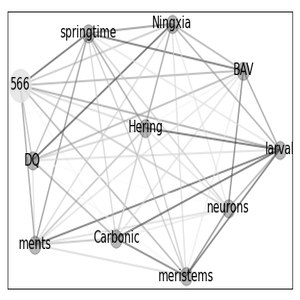 Ningxia
springtime
BAV
566
Hering
larval
DQ
neurons
Carbonic
ments
meristems